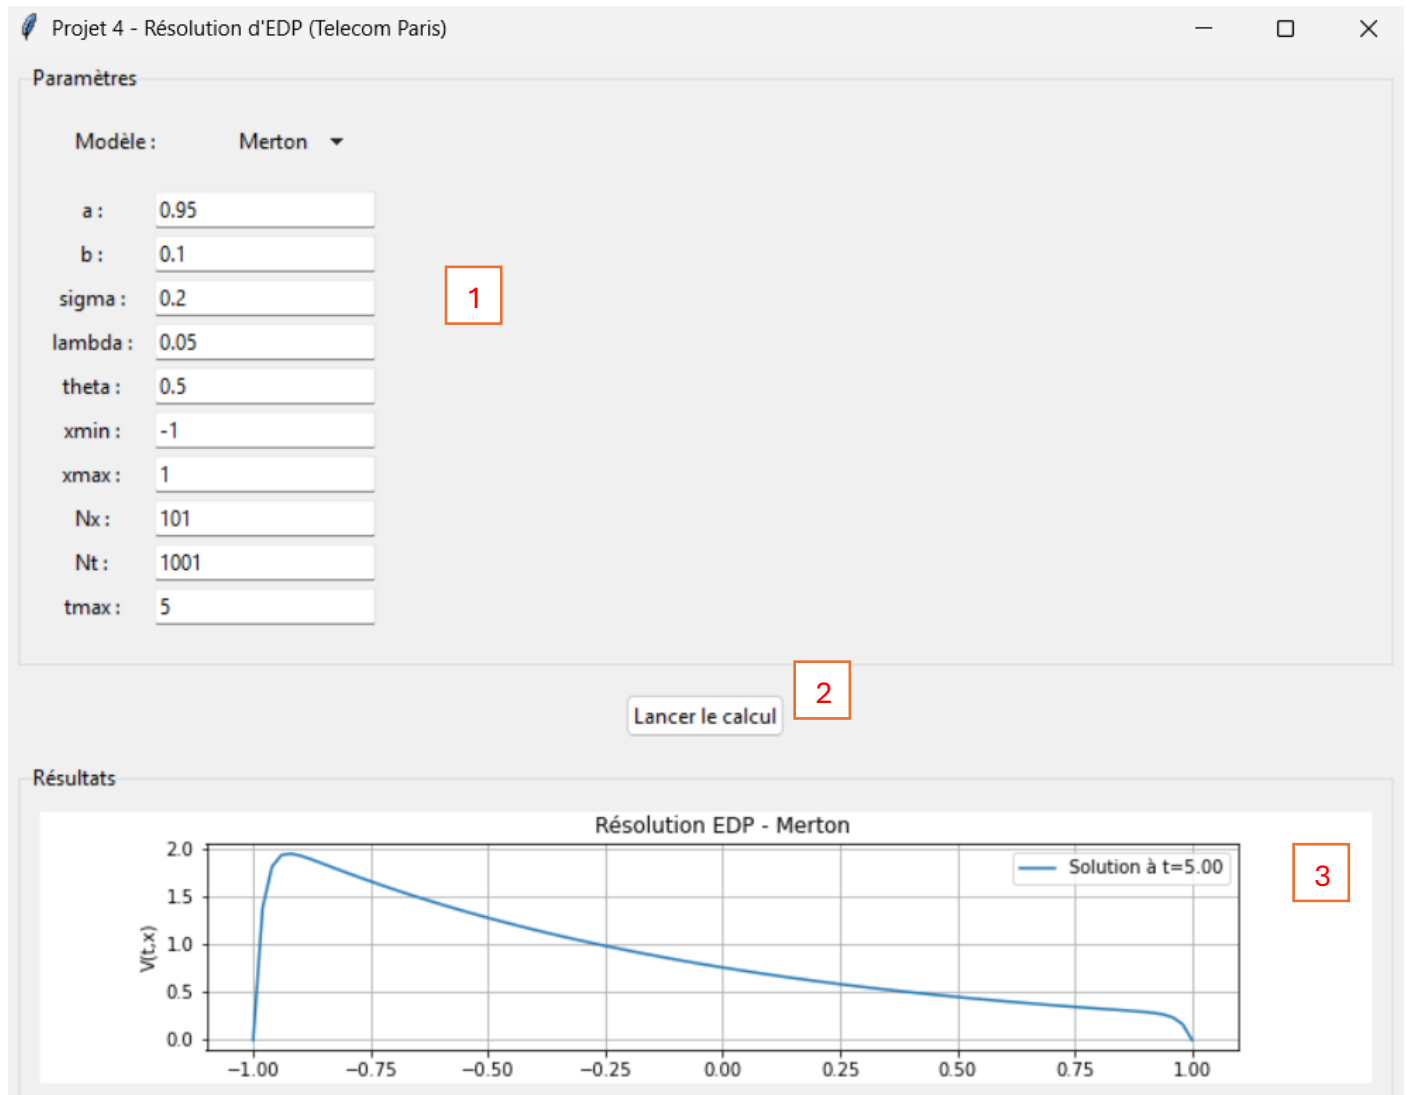 Projet 4 - Résolution d'EDP (Telecom Paris)
Paramètres
Modèle : Merton
a : 0.95
b : 0.1
sigma : 0.2
lambda : 0.05
theta : 0.5
xmin : -1
xmax : 1
Nx : 101
Nt : 1001
tmax : 5
1
2
Lancer le calcul
Résultats
Résolution EDP - Merton
3
Solution à t=5.00
V(t,x)
2.0
1.5
1.0
0.5
0.0
−1.00 −0.75 −0.50 −0.25 0.00 0.25 0.50 0.75 1.00